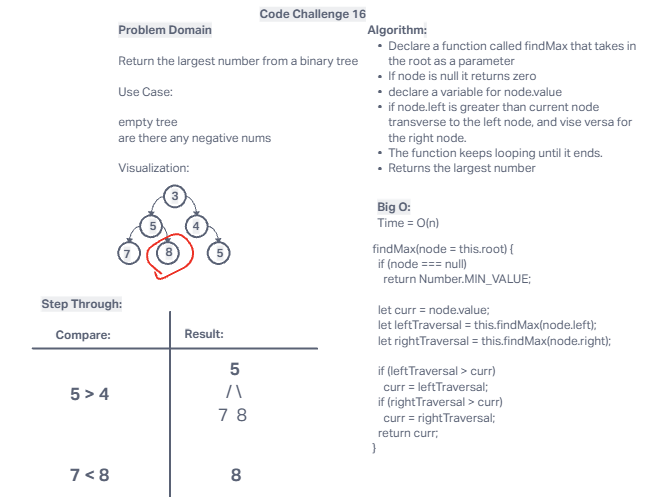 Code Challenge 16
Problem Domain
Return the largest number from a binary tree
Use Case:
empty tree
are there any negative nums
Visualization:
3
5 4
7 8 5
Step Through:
Compare: Result:
5 > 4
5
/ \
7 8
7 < 8 8
Algorithm:
• Declare a function called findMax that takes in
the root as a parameter
• If node is null it returns zero
• declare a variable for node.value
• if node.left is greater than current node
transverse to the left node, and vise versa for
the right node.
• The function keeps looping until it ends.
• Returns the largest number
Big O:
Time = O(n)
findMax(node = this.root) {
if (node === null)
return Number.MIN_VALUE;
let curr = node.value;
let leftTraversal = this.findMax(node.left);
let rightTraversal = this.findMax(node.right);
if (leftTraversal > curr)
curr = leftTraversal;
if (rightTraversal > curr)
curr = rightTraversal;
return curr;
}